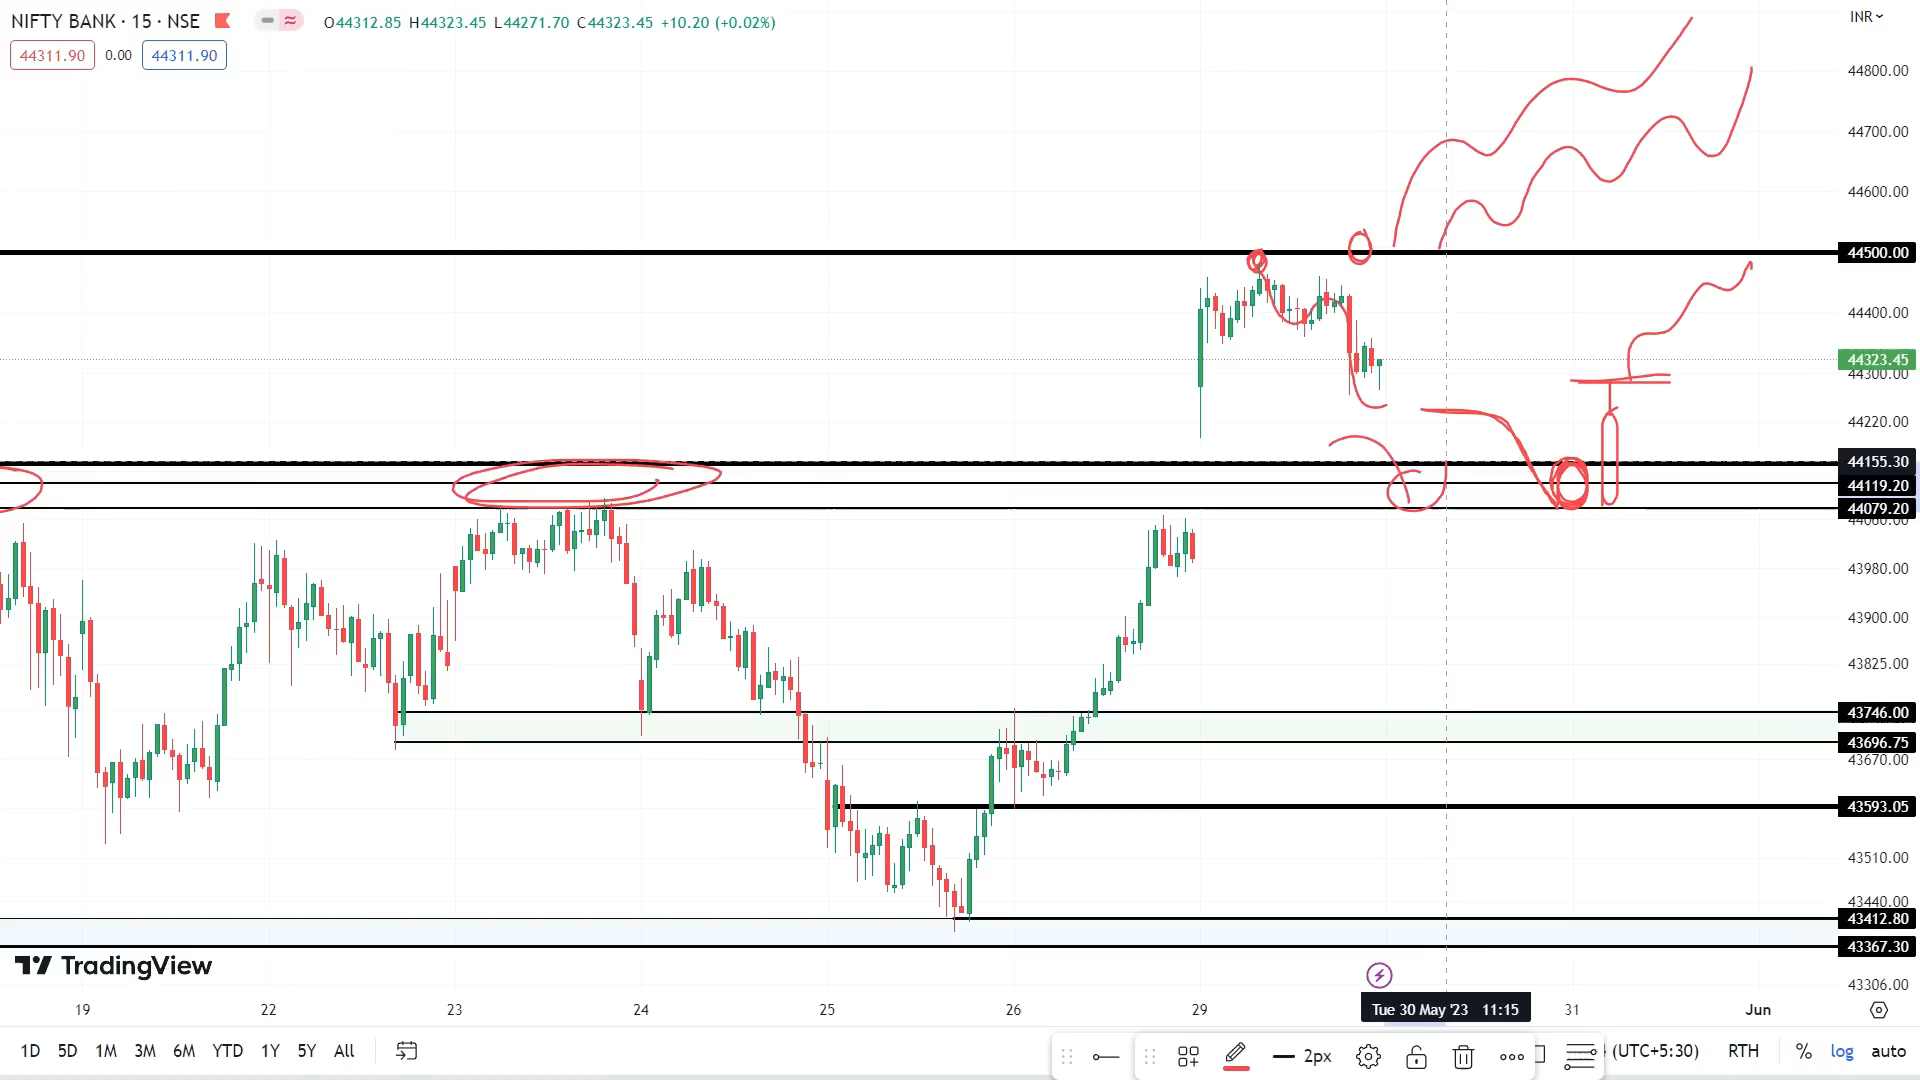 NIFTY BANK · 15 · NSE
O44312.85 H44323.45 L44271.70 C44323.45 +10.20 (+0.02%)
INR
44311.90 0.00 44311.90
44800.00
44700.00
44600.00
44500.00
44400.00
44323.45
44300.00
44220.00
44155.30
44119.20
44079.20
44060.00
43980.00
43900.00
43825.00
43746.00
43696.75
43670.00
43593.05
43510.00
43440.00
43412.80
43367.30
43306.00
TradingView
19 22 23 24 25 26 29 Tue 30 May '23 11:15 31 Jun
1D 5D 1M 3M 6M YTD 1Y 5Y All
2px
(UTC+5:30) RTH % log auto